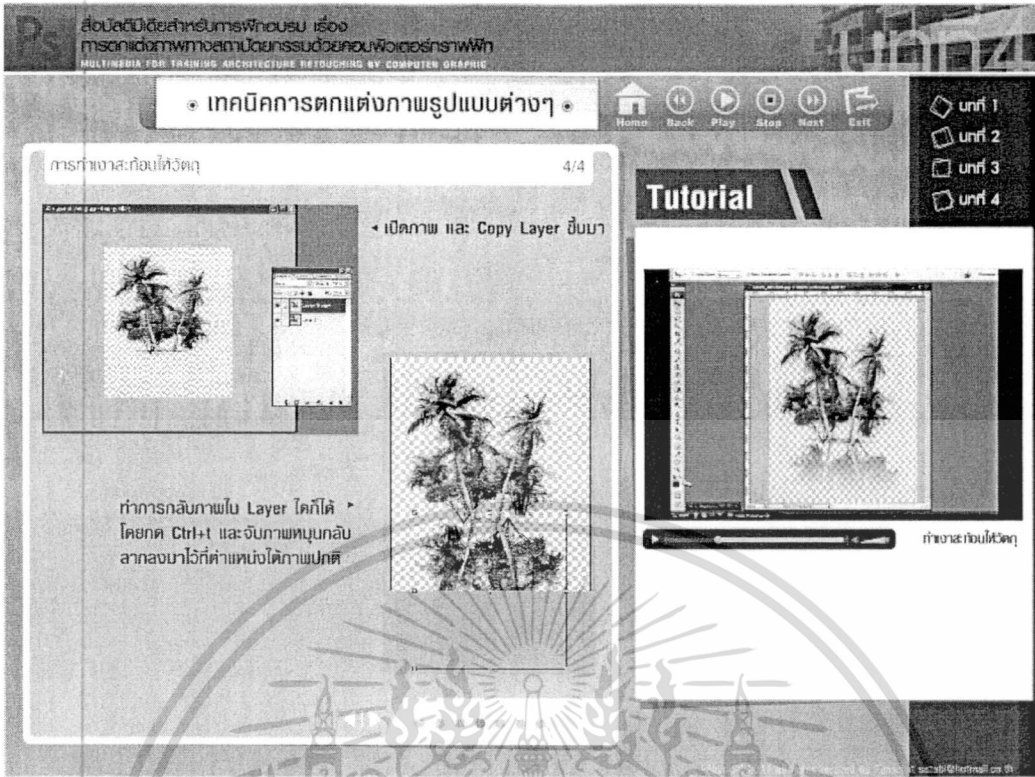 Ps
สื่อมัลติมีเดียสำหรับการฝึกอบรม เรื่อง
การตกแต่งภาพทางสถาปัตยกรรมด้วยคอมพิวเตอร์กราฟฟิก
MULTIMEDIA FOR TRAINING ARCHITECTURE RETOUCHING BY COMPUTER GRAPHIC
บทที่4
เทคนิคการตกแต่งภาพรูปแบบต่างๆ
Home Back Play Stop Next Exit
บทที่ 1
บทที่ 2
บทที่ 3
บทที่ 4
การทำเงาสะท้อนให้วัตถุ 4/4
เปิดภาพ และ Copy Layer ขึ้นมา
ทำการกลับภาพใน Layer ใดก็ได้
โดยกด Ctrl+t และจับภาพหมุนกลับ
ลากลงมาไว้ที่ตำแหน่งใต้ภาพปกติ
Tutorial
ทำเงาสะท้อนให้วัตถุ